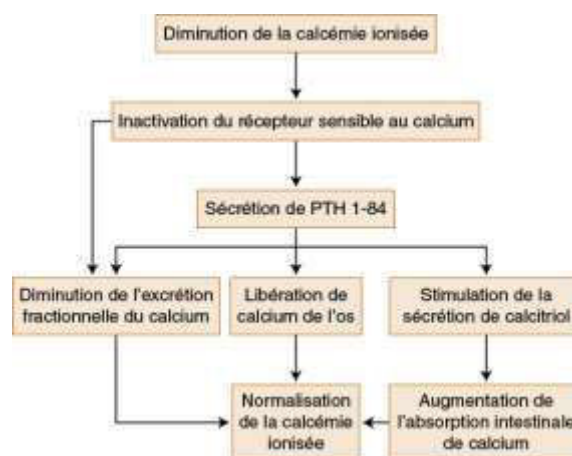 Diminution de la calcémie ionisée
Inactivation du récepteur sensible au calcium
Sécrétion de PTH 1-84
Diminution de l'excrétion
fractionnelle du calcium
Libération de
calcium de l'os
Stimulation de la
sécrétion de calcitriol
Normalisation
de la calcémie
ionisée
Augmentation de
l'absorption intestinale
de calcium